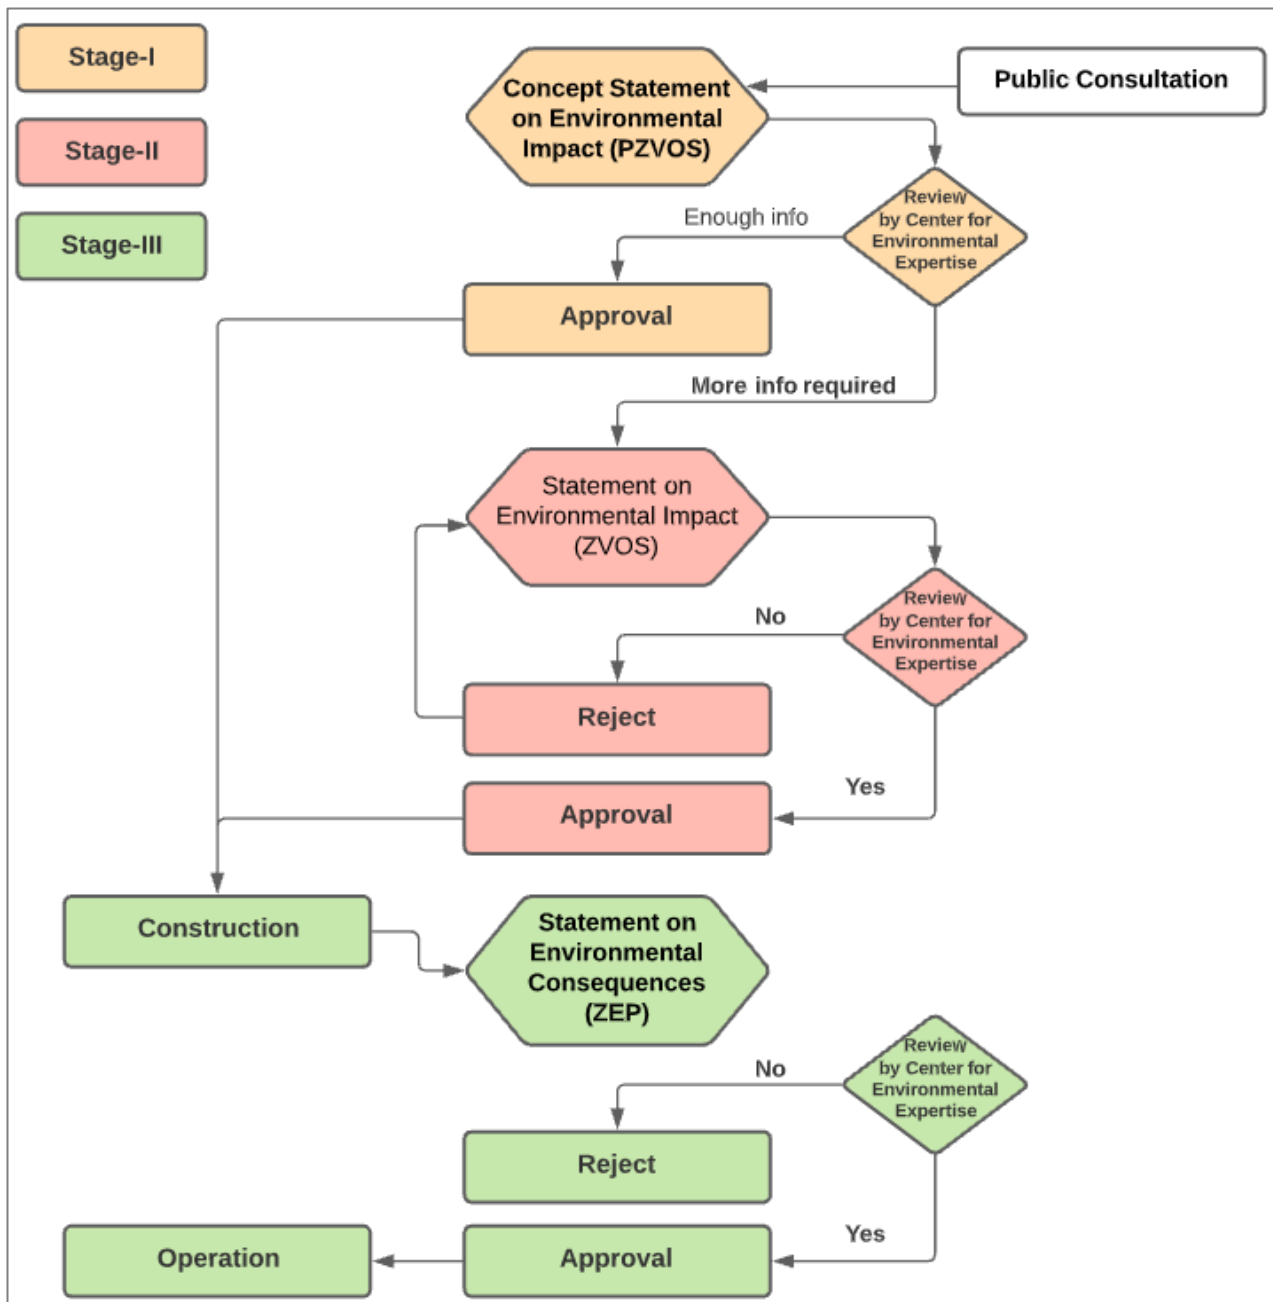 Stage-I
Stage-II
Stage-III
Concept Statement
on Environmental
Impact (PZVOS)
Public Consultation
Review
by Center for
Environmental
Expertise
Enough info
Approval
More info required
Statement on
Environmental Impact
(ZVOS)
Review
by Center for
Environmental
Expertise
No
Reject
Yes
Approval
Construction
Statement on
Environmental
Consequences
(ZEP)
Review
by Center for
Environmental
Expertise
No
Reject
Yes
Approval
Operation